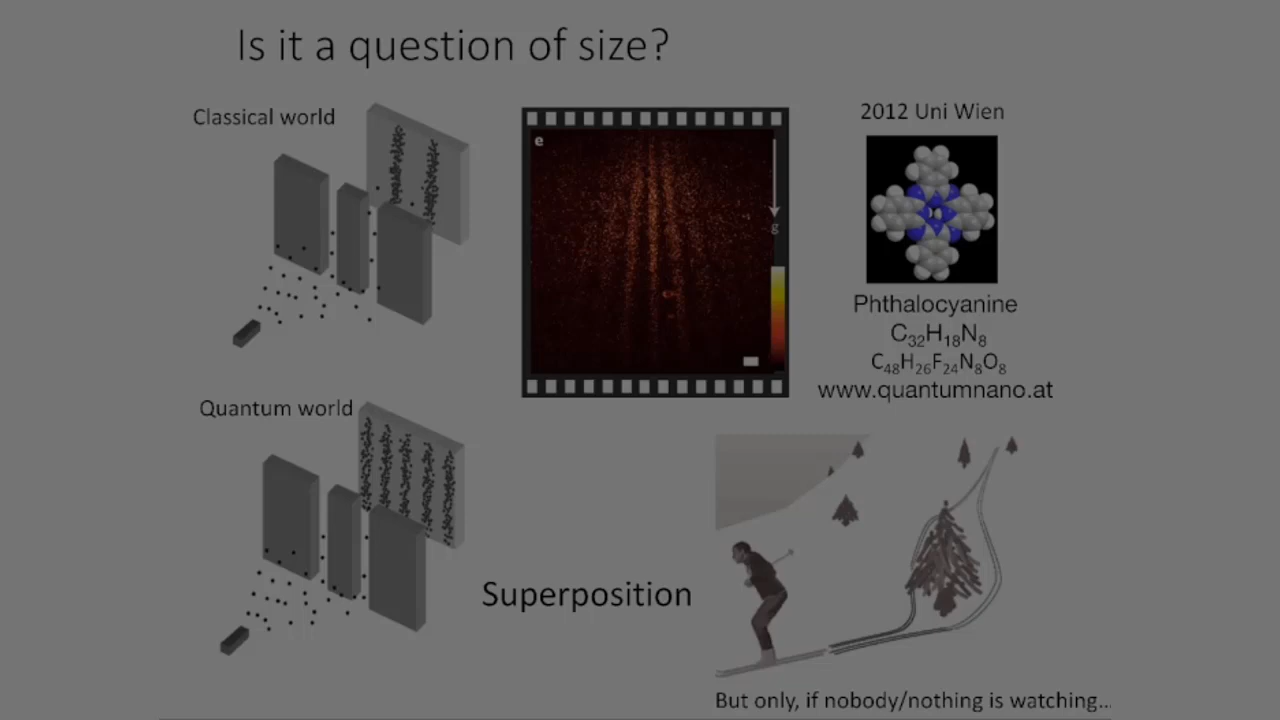 Is it a question of size?
Classical world
e
g
2012 Uni Wien
Phthalocyanine
C₃₂H₁₈N₈
C₄₈H₂₆F₂₄N₈O₈
www.quantumnano.at
Quantum world
Superposition
But only, if nobody/nothing is watching...